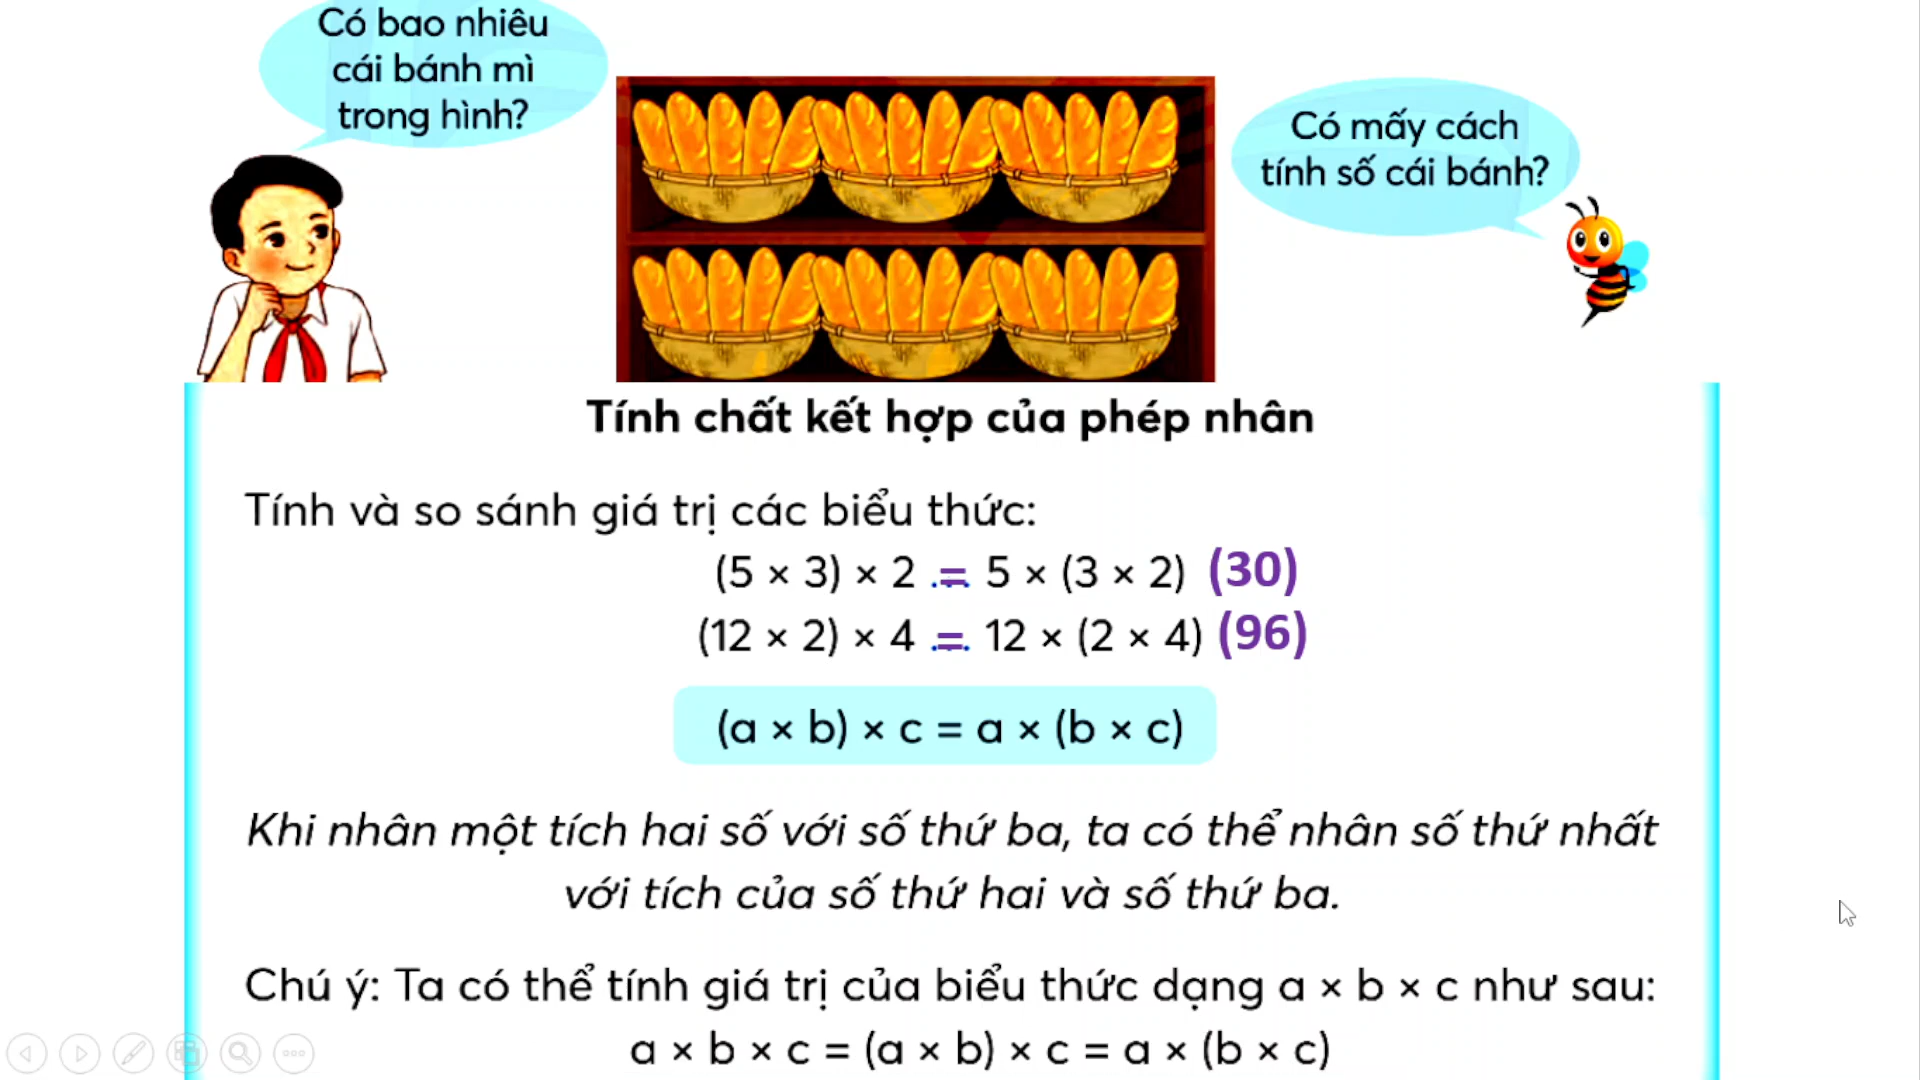 Có bao nhiêu
cái bánh mì
trong hình?
Có mấy cách
tính số cái bánh?
Tính chất kết hợp của phép nhân
Tính và so sánh giá trị các biểu thức:
(5 × 3) × 2 .=. 5 × (3 × 2) (30)
(12 × 2) × 4 .=. 12 × (2 × 4) (96)
(a × b) × c = a × (b × c)
Khi nhân một tích hai số với số thứ ba, ta có thể nhân số thứ nhất
với tích của số thứ hai và số thứ ba.
Chú ý: Ta có thể tính giá trị của biểu thức dạng a × b × c như sau:
a × b × c = (a × b) × c = a × (b × c)